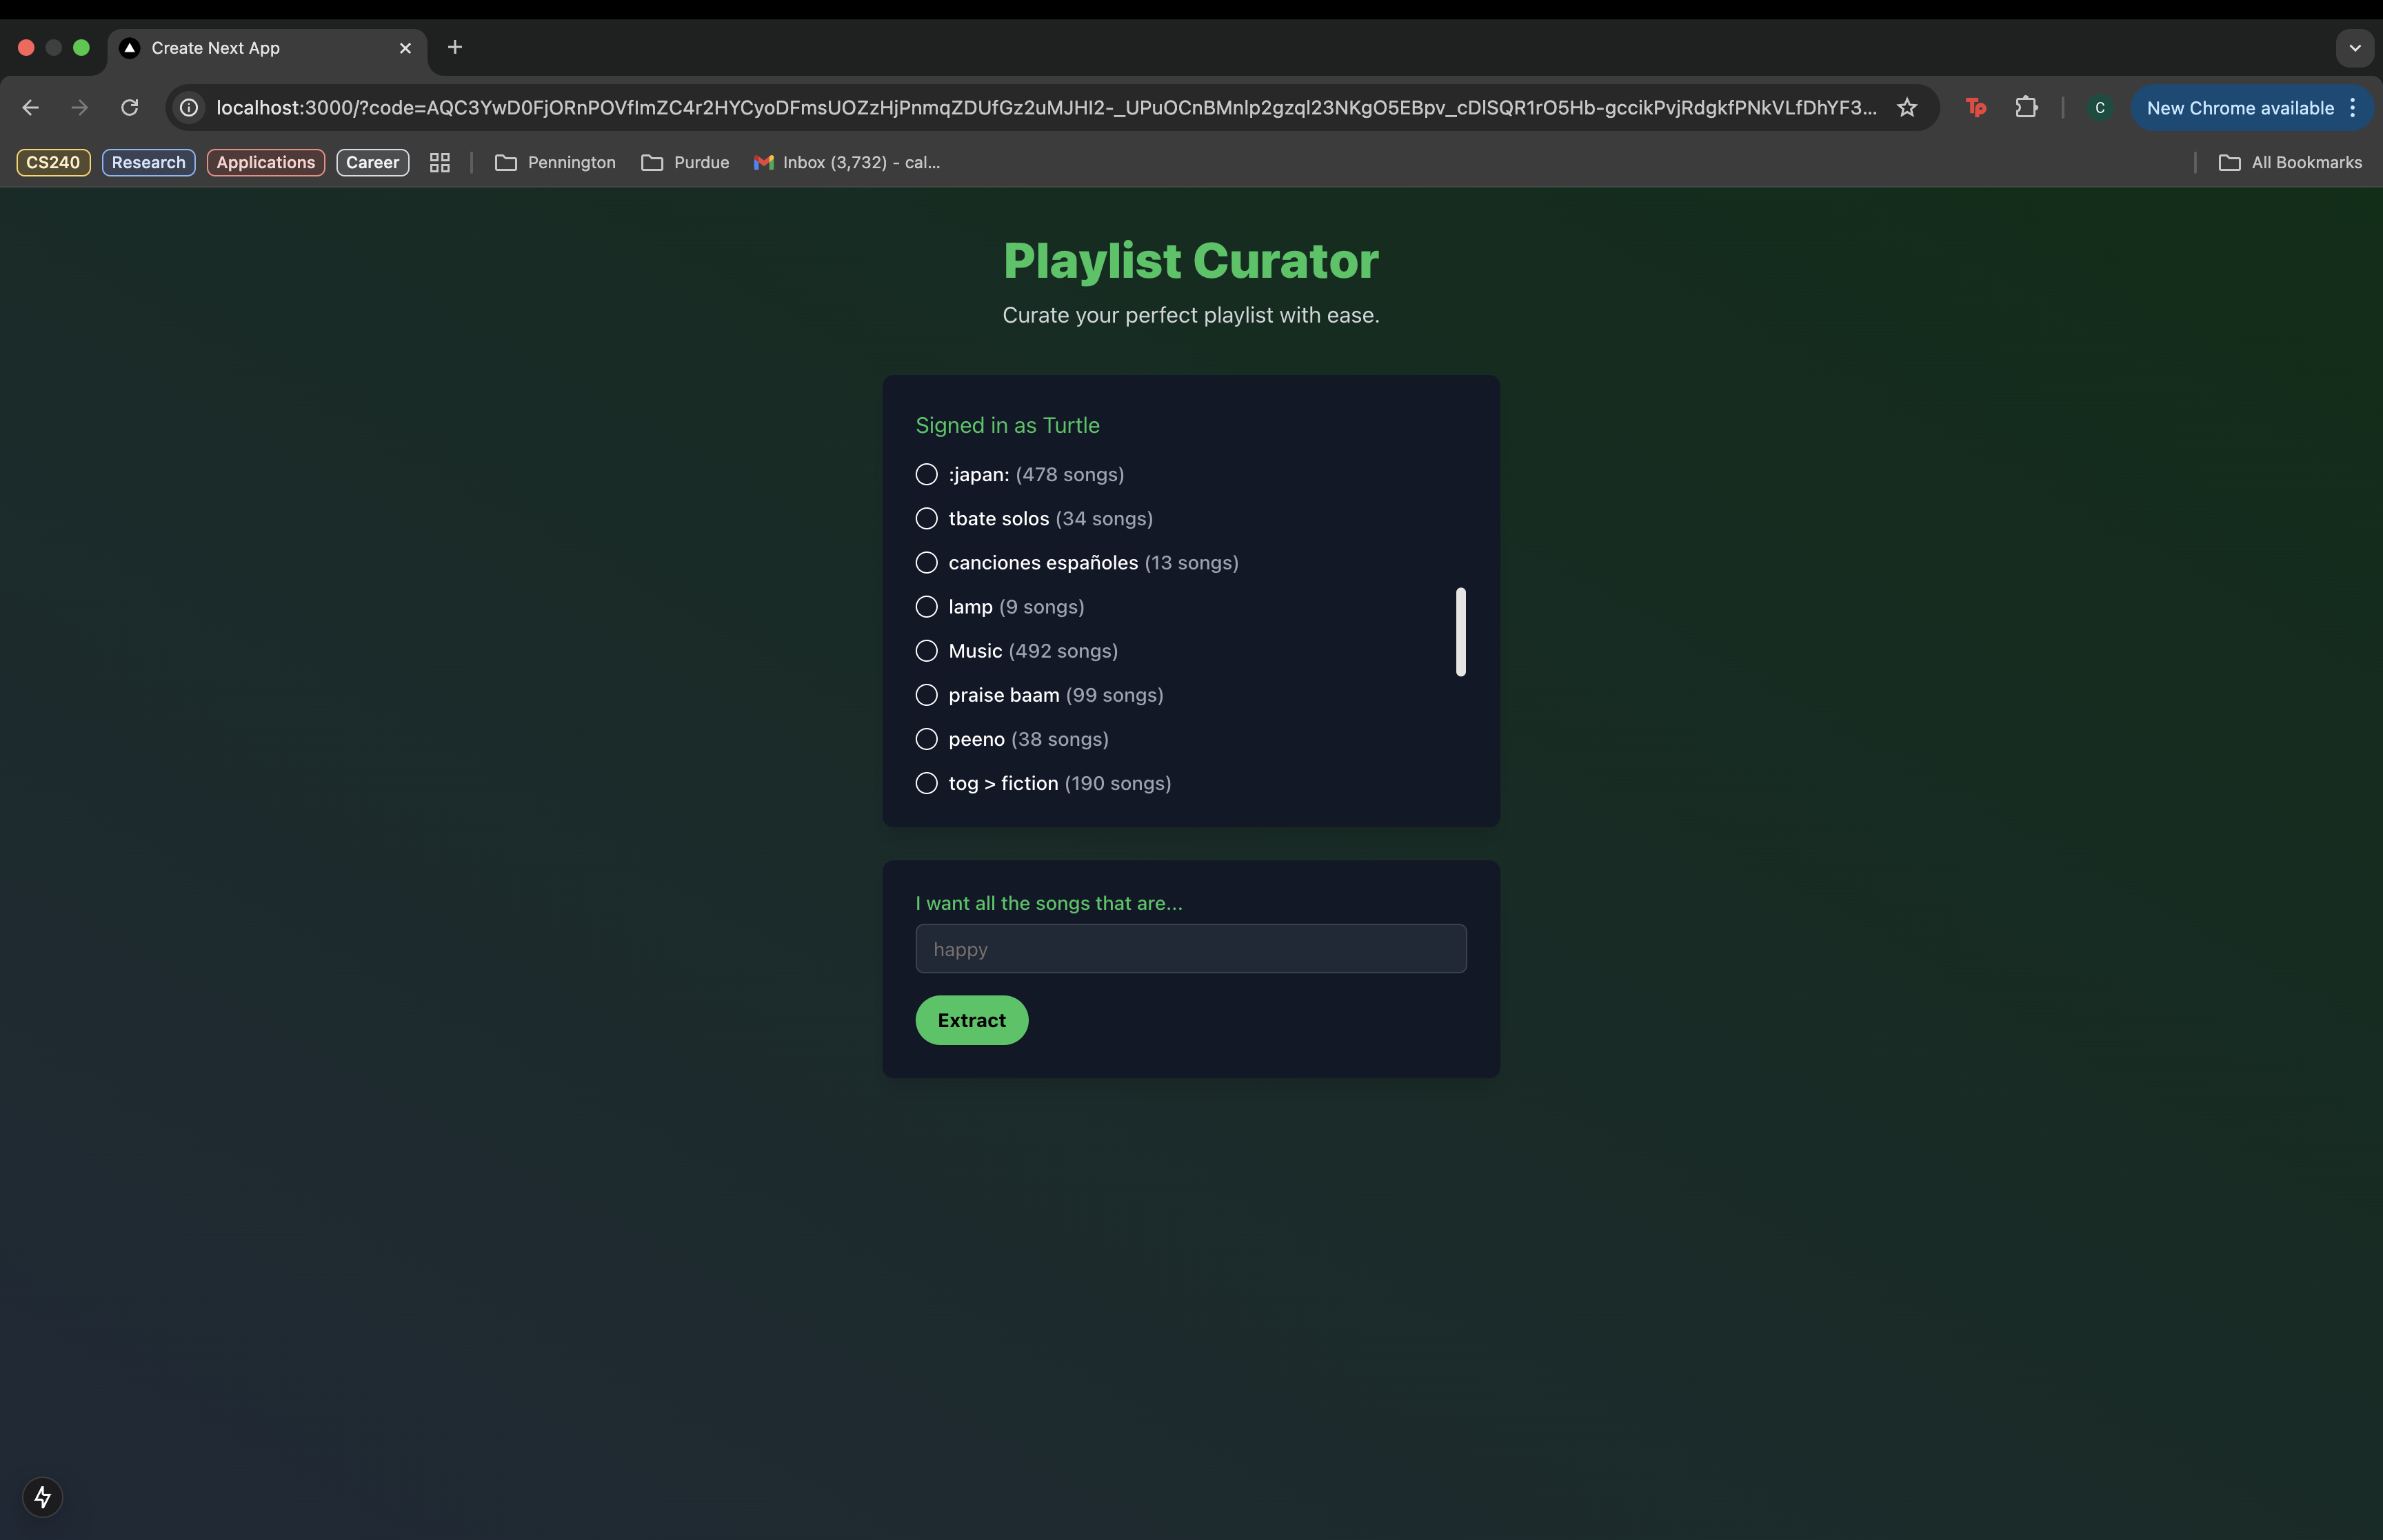 Create Next App
localhost:3000/?code=AQC3YwD0FjORnPOVfImZC4r2HYCyoDFmsUOZzHjPnmqZDUfGz2uMJHI2-_UPuOCnBMnlp2gzql23NKgO5EBpv_cDlSQR1rO5Hb-gccikPvjRdgkfPNkVLfDhYF3...
Tp
C
New Chrome available
CS240 Research Applications Career Pennington Purdue Inbox (3,732) - cal... All Bookmarks
Playlist Curator
Curate your perfect playlist with ease.
Signed in as Turtle
:japan: (478 songs)
tbate solos (34 songs)
canciones españoles (13 songs)
lamp (9 songs)
Music (492 songs)
praise baam (99 songs)
peeno (38 songs)
tog > fiction (190 songs)
I want all the songs that are...
happy
Extract